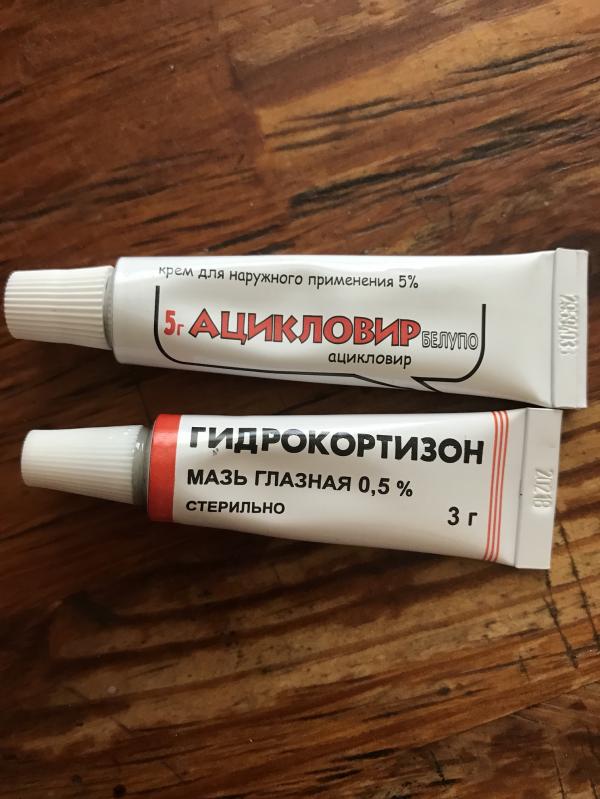 крем для наружного применения 5%
5г АЦИКЛОВИР БЕЛУПО
ацикловир
ГИДРОКОРТИЗОН
МАЗЬ ГЛАЗНАЯ 0,5 %
СТЕРИЛЬНО
3 г